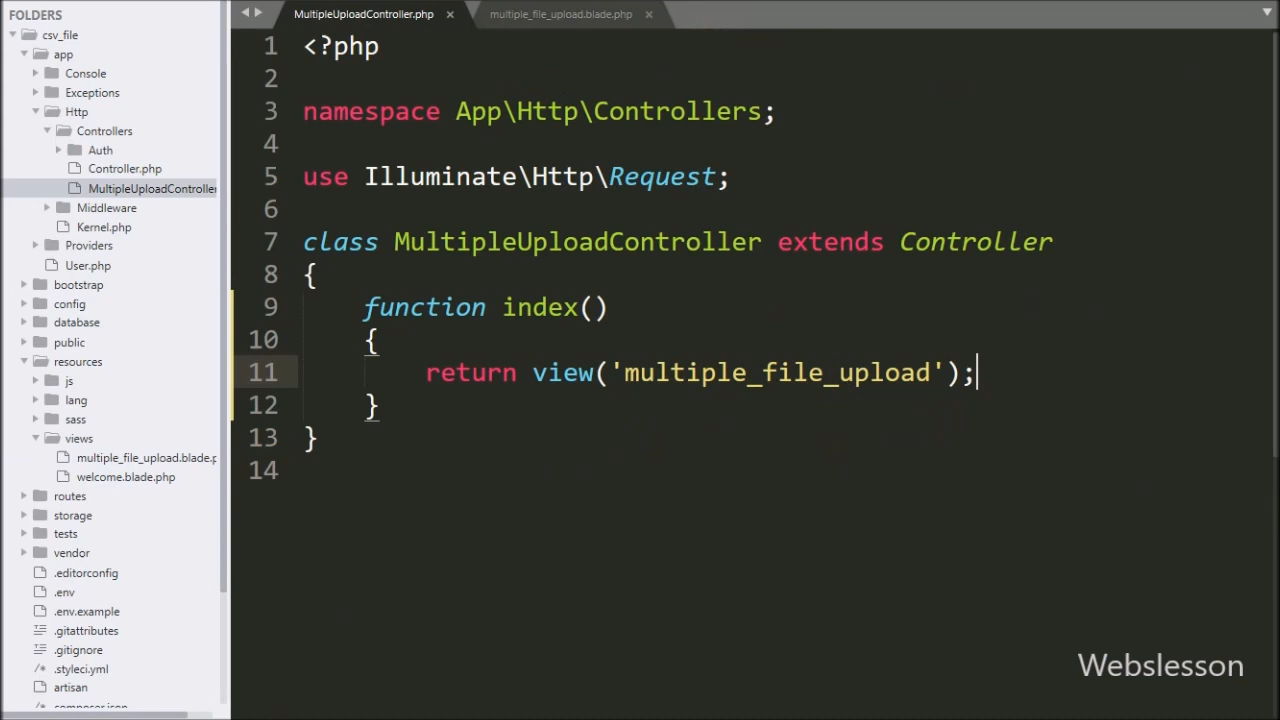 FOLDERS
csv_file
app
Console
Exceptions
Http
Controllers
Auth
Controller.php
MultipleUploadController
Middleware
Kernel.php
Providers
User.php
bootstrap
config
database
public
resources
js
lang
sass
views
multiple_file_upload.blade.p
welcome.blade.php
routes
storage
tests
vendor
.editorconfig
.env
.env.example
.gitattributes
.gitignore
.styleci.yml
artisan
composer.json
MultipleUploadController.php
multiple_file_upload.blade.php
1 <?php
2
3 namespace App\Http\Controllers;
4
5 use Illuminate\Http\Request;
6
7 class MultipleUploadController extends Controller
8 {
9 function index()
10 {
11 return view('multiple_file_upload');
12 }
13 }
14
Webslesson